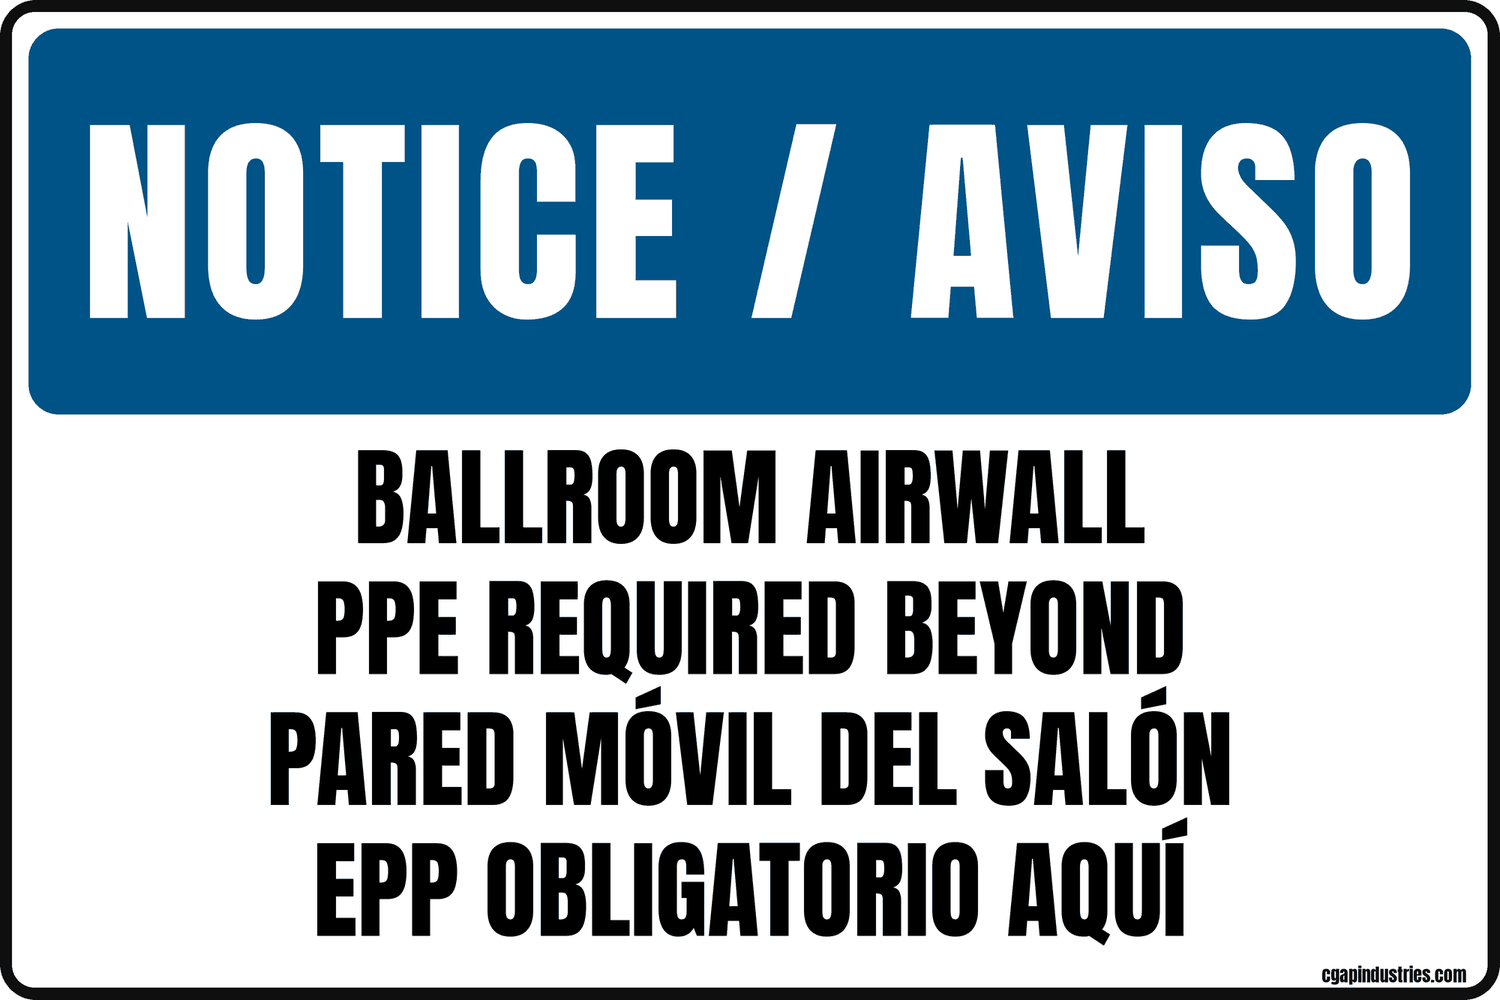 NOTICE / AVISO
BALLROOM AIRWALL
PPE REQUIRED BEYOND
PARED MÓVIL DEL SALÓN
EPP OBLIGATORIO AQUÍ
cgapindustries.com